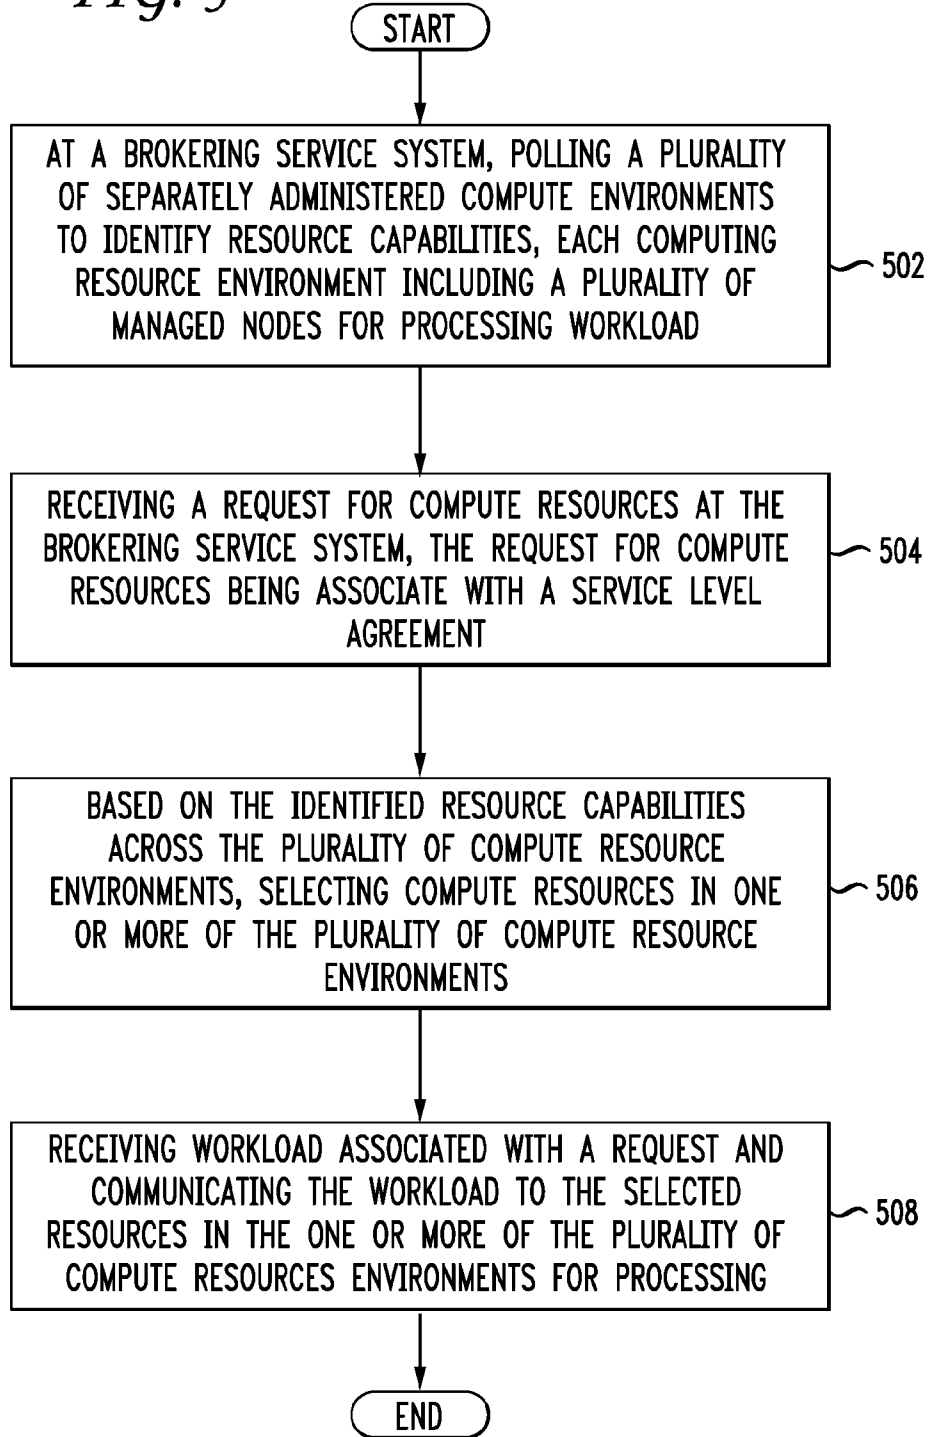 FIG. 5
START
AT A BROKERING SERVICE SYSTEM, POLLING A PLURALITY
OF SEPARATELY ADMINISTERED COMPUTE ENVIRONMENTS
TO IDENTIFY RESOURCE CAPABILITIES, EACH COMPUTING
RESOURCE ENVIRONMENT INCLUDING A PLURALITY OF
MANAGED NODES FOR PROCESSING WORKLOAD
502
RECEIVING A REQUEST FOR COMPUTE RESOURCES AT THE
BROKERING SERVICE SYSTEM, THE REQUEST FOR COMPUTE
RESOURCES BEING ASSOCIATE WITH A SERVICE LEVEL
AGREEMENT
504
BASED ON THE IDENTIFIED RESOURCE CAPABILITIES
ACROSS THE PLURALITY OF COMPUTE RESOURCE
ENVIRONMENTS, SELECTING COMPUTE RESOURCES IN ONE
OR MORE OF THE PLURALITY OF COMPUTE RESOURCE
ENVIRONMENTS
506
RECEIVING WORKLOAD ASSOCIATED WITH A REQUEST AND
COMMUNICATING THE WORKLOAD TO THE SELECTED
RESOURCES IN THE ONE OR MORE OF THE PLURALITY OF
COMPUTE RESOURCES ENVIRONMENTS FOR PROCESSING
508
END